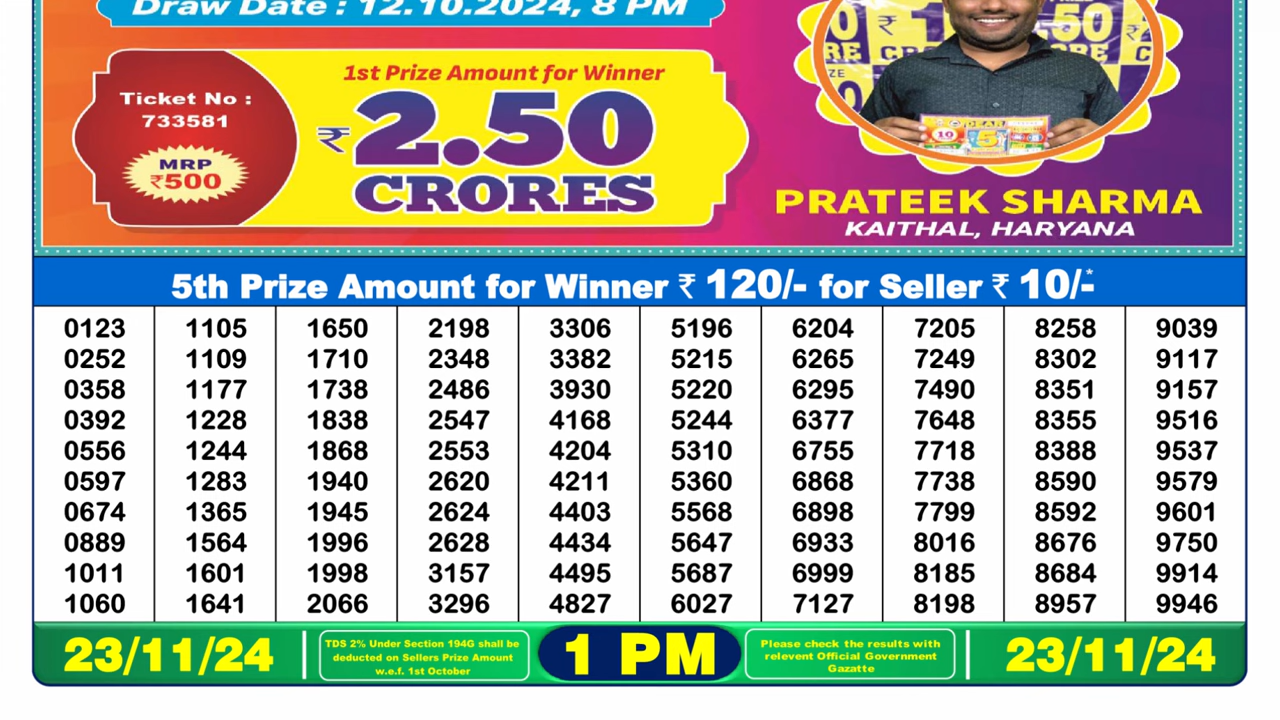 Draw Date : 12.10.2024, 8 PM
1st Prize Amount for Winner
Ticket No :
733581
MRP
₹500
₹2.50
CRORES
PRATEEK SHARMA
KAITHAL, HARYANA
5th Prize Amount for Winner ₹ 120/- for Seller ₹ 10/-*
0123 1105 1650 2198 3306 5196 6204 7205 8258 9039
0252 1109 1710 2348 3382 5215 6265 7249 8302 9117
0358 1177 1738 2486 3930 5220 6295 7490 8351 9157
0392 1228 1838 2547 4168 5244 6377 7648 8355 9516
0556 1244 1868 2553 4204 5310 6755 7718 8388 9537
0597 1283 1940 2620 4211 5360 6868 7738 8590 9579
0674 1365 1945 2624 4403 5568 6898 7799 8592 9601
0889 1564 1996 2628 4434 5647 6933 8016 8676 9750
1011 1601 1998 3157 4495 5687 6999 8185 8684 9914
1060 1641 2066 3296 4827 6027 7127 8198 8957 9946
23/11/24
TDS 2% Under Section 194G shall be
deducted on Sellers Prize Amount
w.e.f. 1st October
1 PM
Please check the results with
relevent Official Government
Gazatte
23/11/24